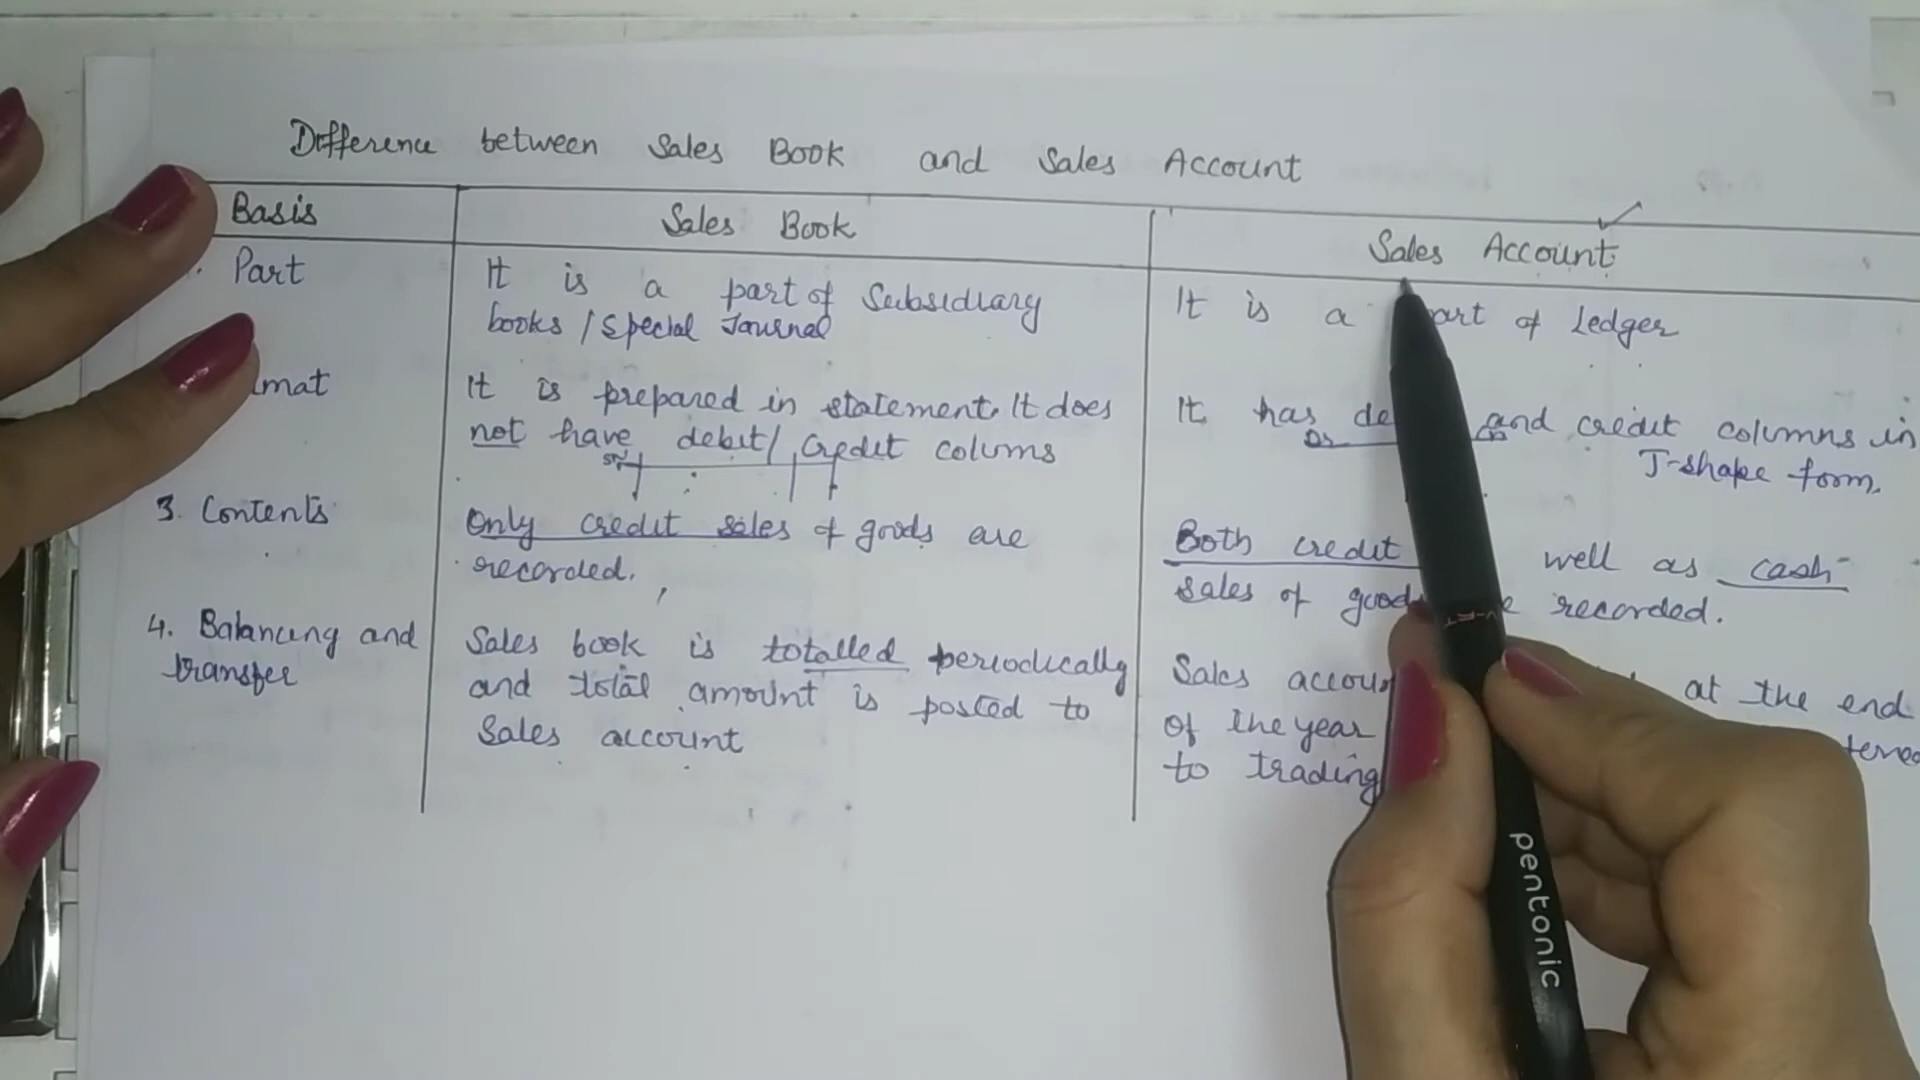 Difference between Sales Book and Sales Account
Basis
Sales Book
Sales Account
Part
It is a part of Subsidiary
books / Special Journal
It is a part of Ledger
It is prepared in statement. It does
not have debit/credit colums
It has and credit columns in
Dr
T-shape form.
3. Contents
Only credit sales of goods are
recorded.
Both credit well as cash
sales of goods recorded.
4. Balancing and
transfer
Sales book is totalled periodically
and total amount is posted to
Sales account
Sales at the end
of the year
to trading
pentonic